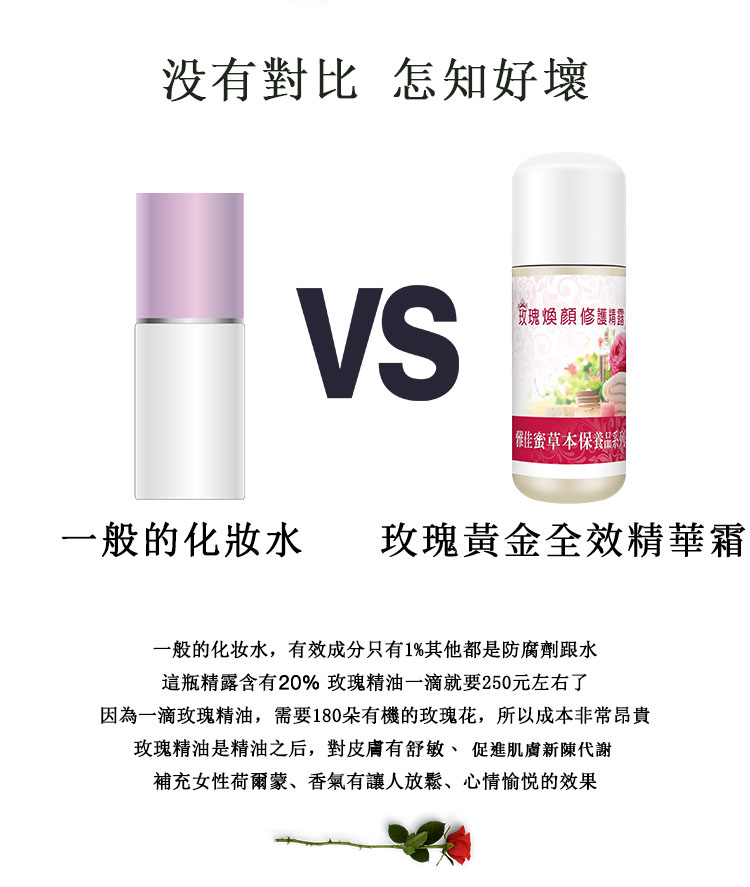 没有對比 怎知好壞
VS
玫瑰煥顏修護精露
雅佳蜜草本保養品系列
一般的化妝水
玫瑰黃金全效精華霜
一般的化妆水，有效成分只有1%其他都是防腐劑跟水
這瓶精露含有20% 玫瑰精油一滴就要250元左右了
因為一滴玫瑰精油，需要180朵有機的玫瑰花，所以成本非常昂貴
玫瑰精油是精油之后，對皮膚有舒敏、 促進肌膚新陳代謝
補充女性荷爾蒙、香氣有讓人放鬆、心情愉悦的效果